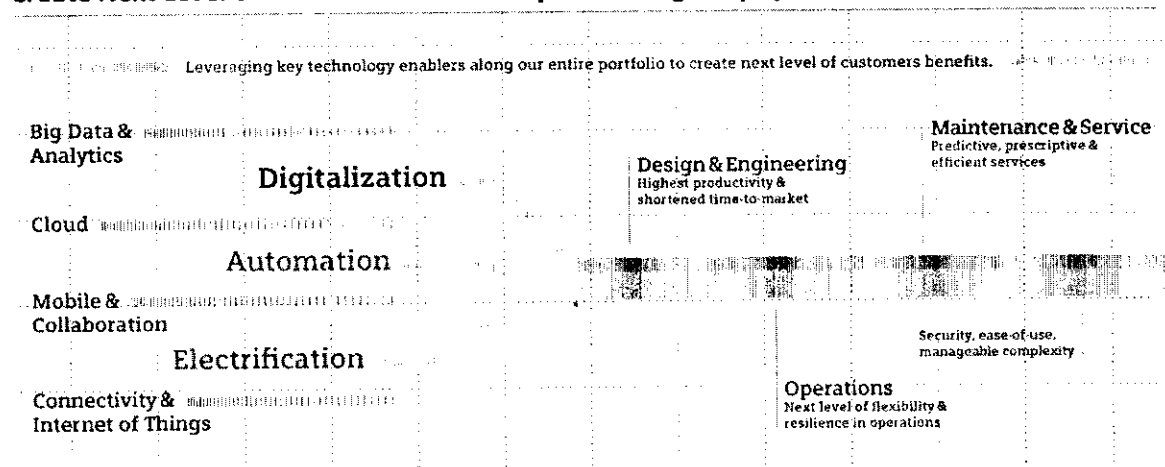 Leveraging key technology enablers along our entire portfolio to create next level of customers benefits.
Big Data &
Analytics
Digitalization
Cloud
Automation
Mobile &
Collaboration
Electrification
Connectivity &
Internet of Things
Design & Engineering
Highest productivity &
shortened time-to-market
Maintenance & Service
Predictive, prescriptive &
efficient services
Security, ease-of-use,
manageable complexity
Operations
Next level of flexibility &
resilience in operations